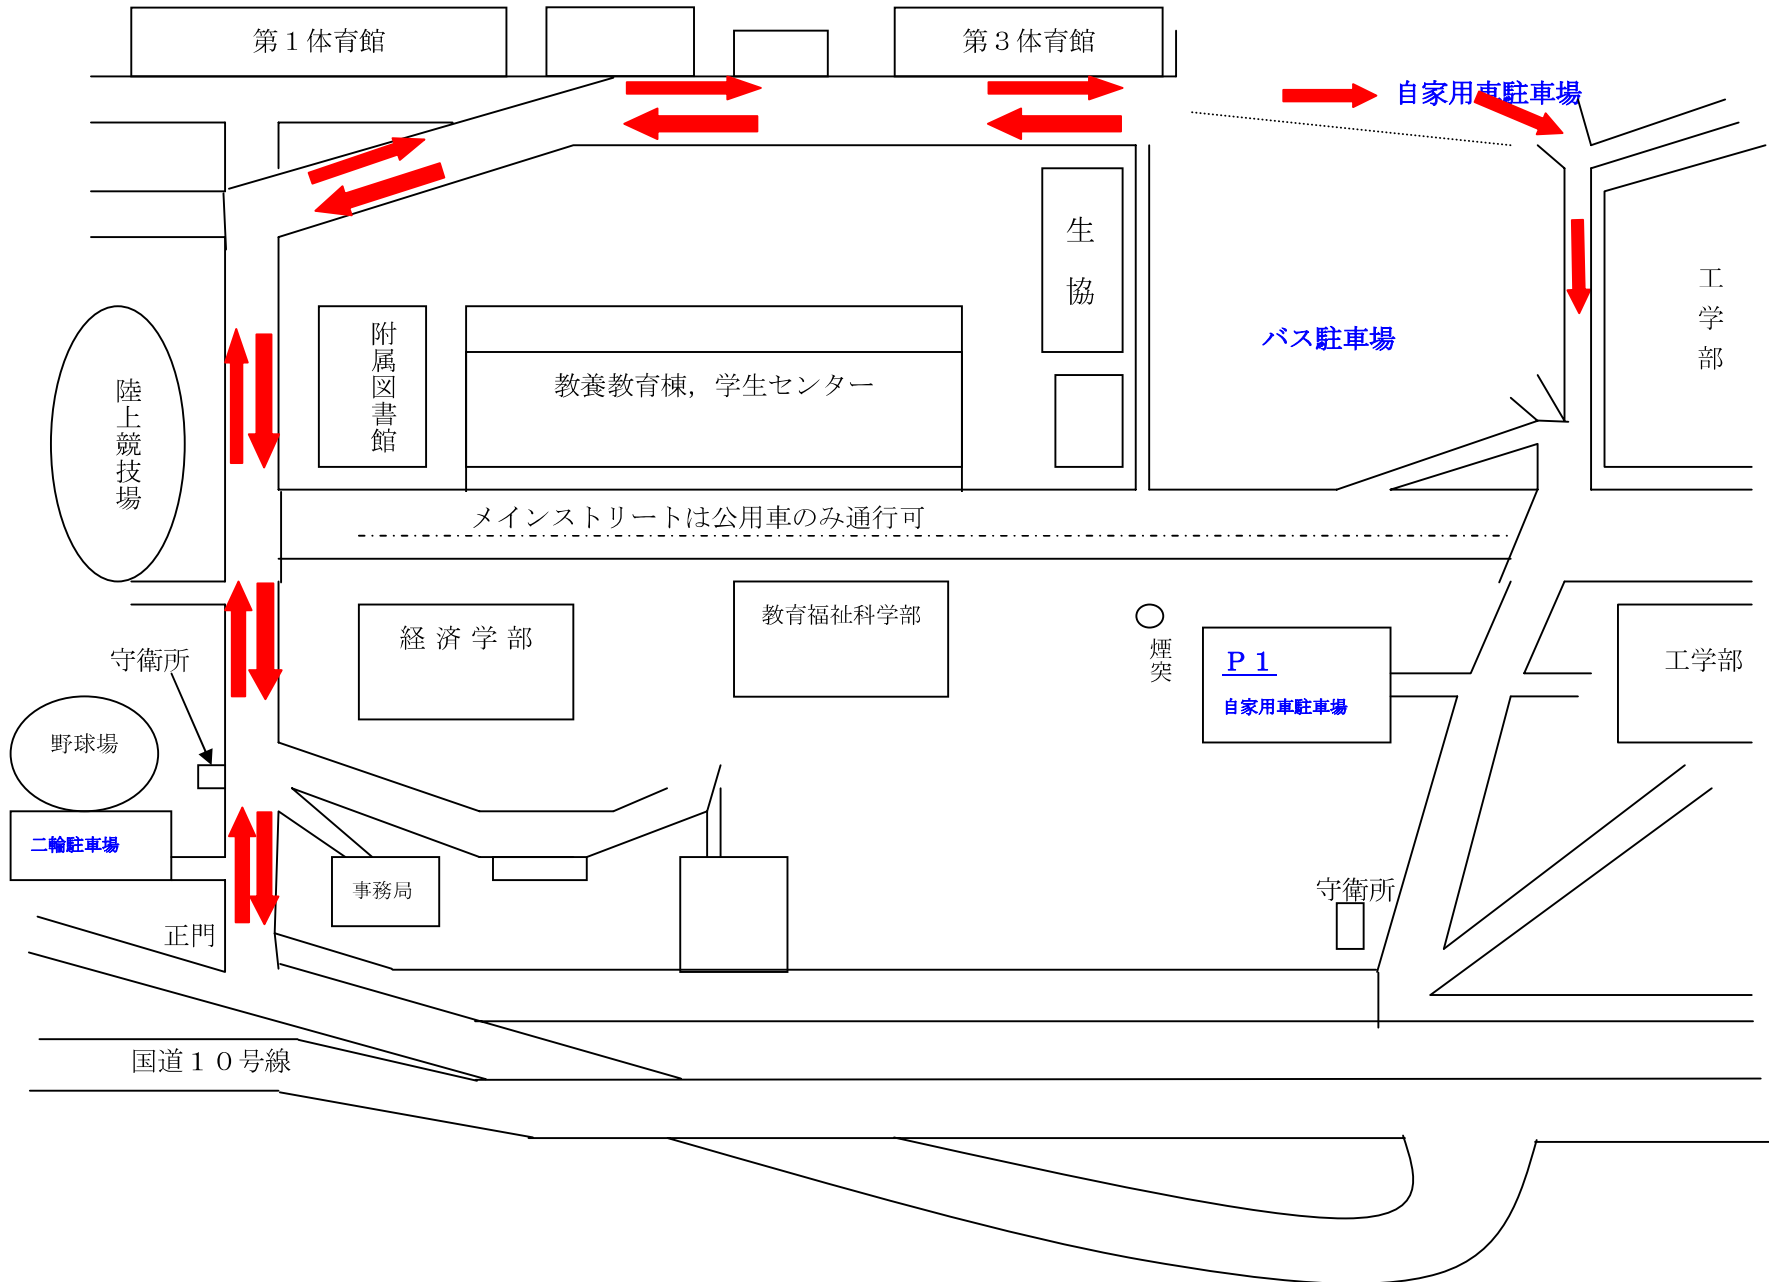 第１体育館
第３体育館
自家用車駐車場
生協
工学部
バス駐車場
附属図書館
教養教育棟，学生センター
陸上競技場
メインストリートは公用車のみ通行可
経済学部
教育福祉科学部
煙突
守衛所
Ｐ１
自家用車駐車場
工学部
野球場
二輪駐車場
事務局
守衛所
正門
国道１０号線